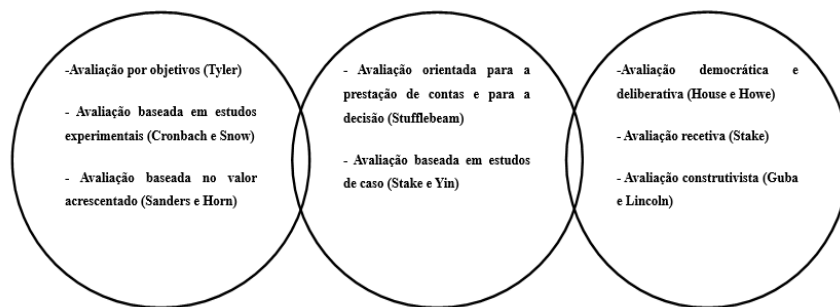 -Avaliação por objetivos (Tyler)
- Avaliação baseada em estudos
experimentais (Cronbach e Snow)
- Avaliação baseada no valor
acrescentado (Sanders e Horn)
- Avaliação orientada para a
prestação de contas e para a
decisão (Stufflebeam)
- Avaliação baseada em estudos
de caso (Stake e Yin)
-Avaliação democrática e
deliberativa (House e Howe)
- Avaliação recetiva (Stake)
- Avaliação construtivista (Guba
e Lincoln)